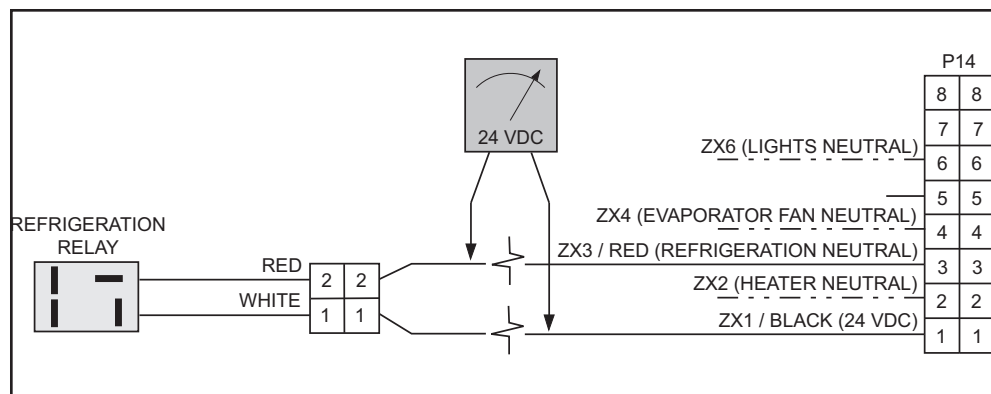 P14
8 8
7 7
6 6
5 5
4 4
3 3
2 2
1 1
24 VDC
ZX6 (LIGHTS NEUTRAL)
ZX4 (EVAPORATOR FAN NEUTRAL)
ZX3 / RED (REFRIGERATION NEUTRAL)
ZX2 (HEATER NEUTRAL)
ZX1 / BLACK (24 VDC)
REFRIGERATION
RELAY
RED
WHITE
2 2
1 1